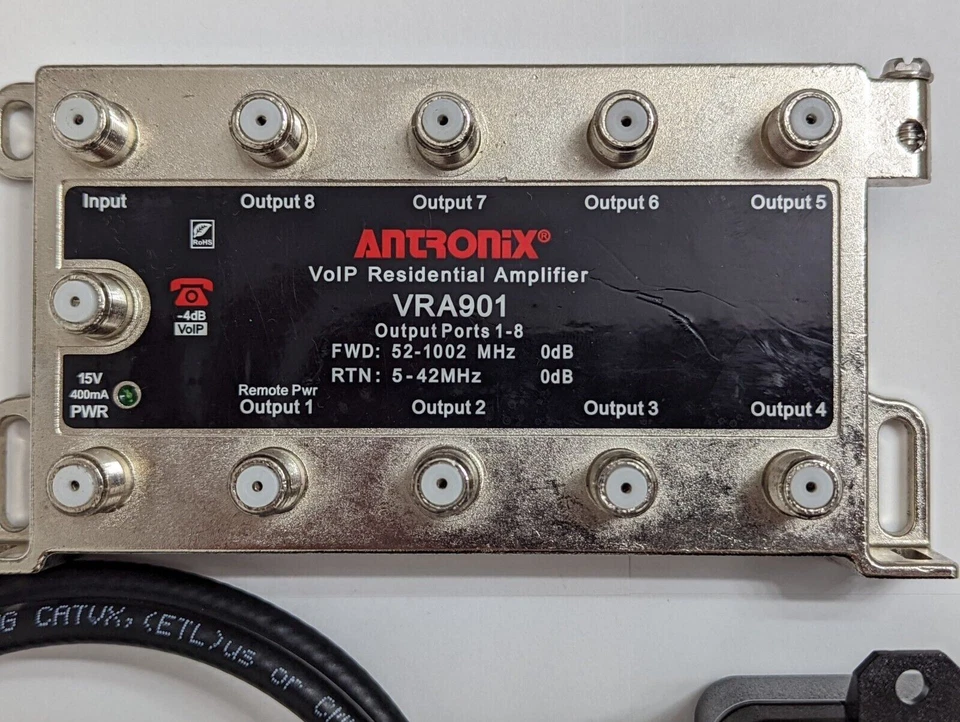 Input
Output 8
Output 7
Output 6
Output 5
RoHS
ANTRONIX®
VoIP Residential Amplifier
VRA901
-4dB
VoIP
Output Ports 1-8
FWD: 52-1002 MHz 0dB
RTN: 5-42MHz 0dB
15V
400mA
PWR
Remote Pwr
Output 1
Output 2
Output 3
Output 4
G CATVX, (ETL)us or CM